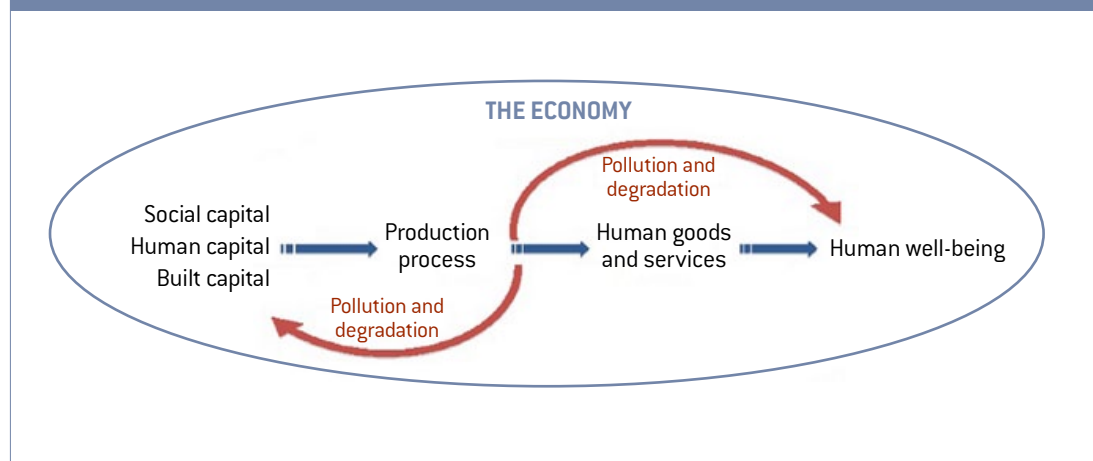 THE ECONOMY
Pollution and
degradation
Social capital
Human capital
Built capital
Production
process
Human goods
and services
Human well-being
Pollution and
degradation